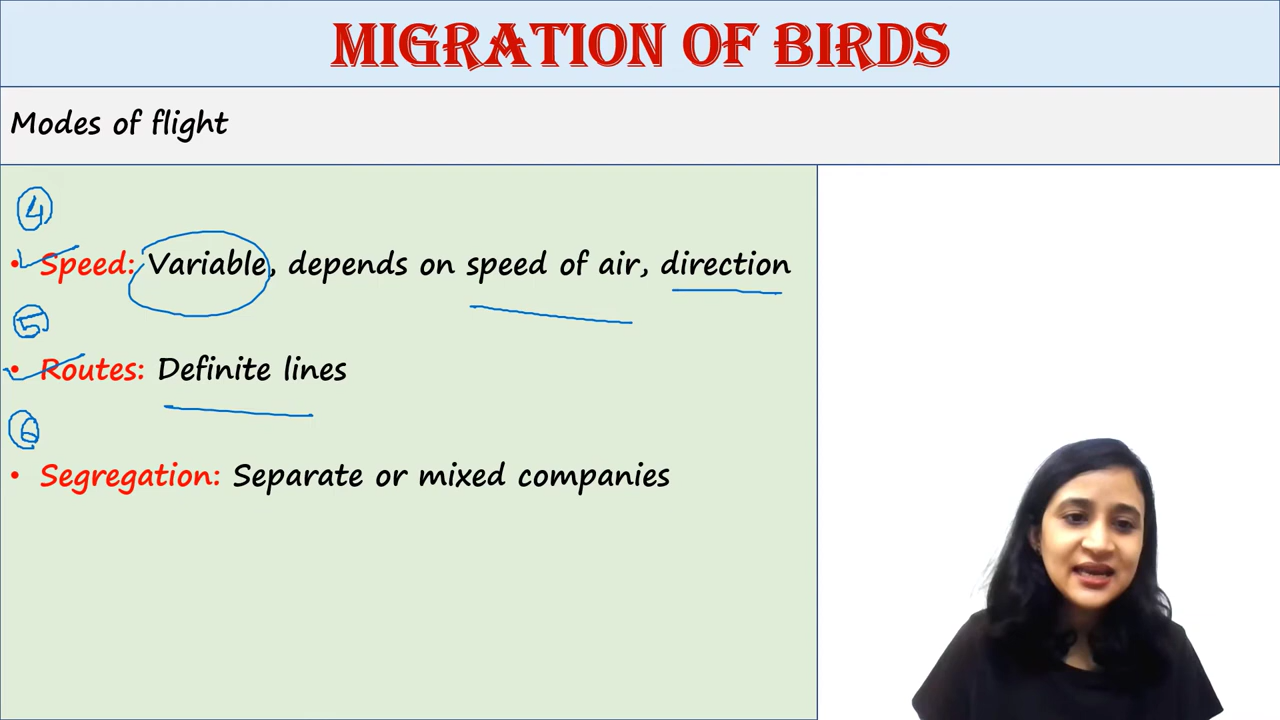 MIGRATION OF BIRDS
Modes of flight
4
• Speed: Variable, depends on speed of air, direction
5
• Routes: Definite lines
6
• Segregation: Separate or mixed companies